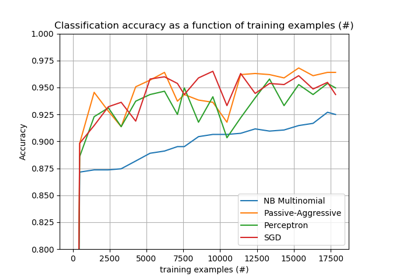 Classification accuracy as a function of training examples (#)
1.000
0.975
0.950
0.925
0.900
0.875
0.850
0.825
0.800
Accuracy
NB Multinomial
Passive-Aggressive
Perceptron
SGD
0 2500 5000 7500 10000 12500 15000 17500
training examples (#)